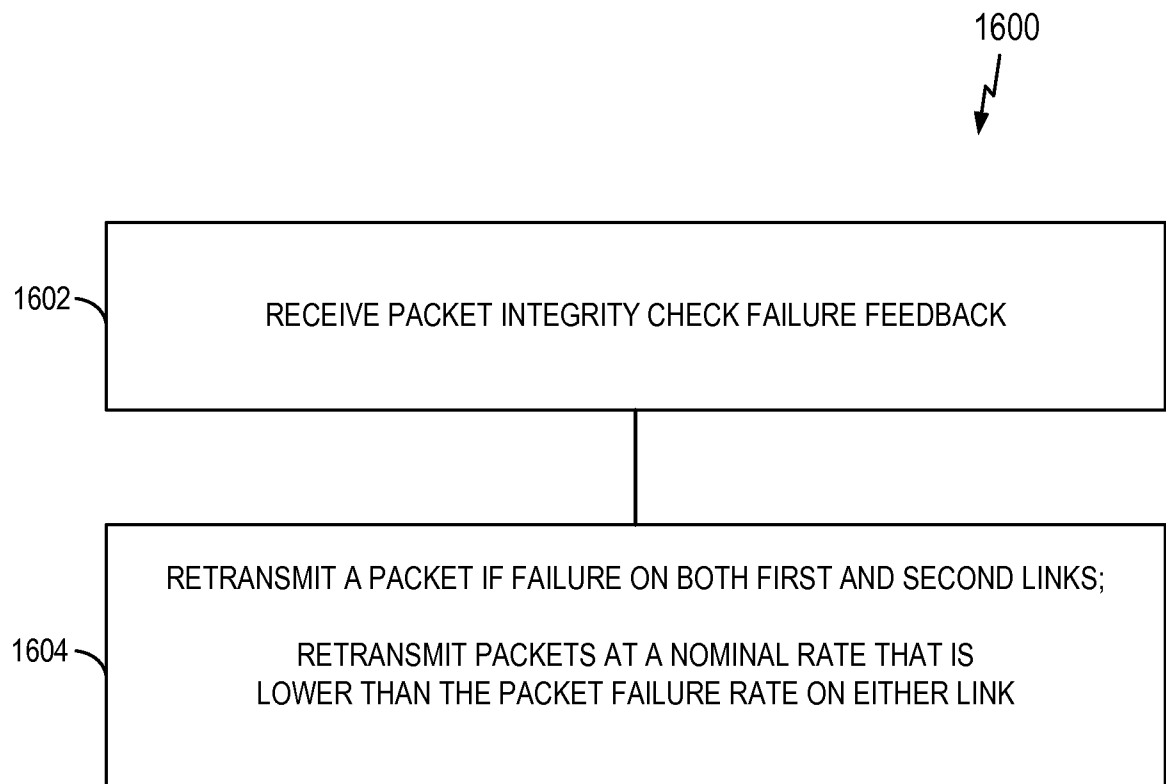 1600
1602
RECEIVE PACKET INTEGRITY CHECK FAILURE FEEDBACK
RETRANSMIT A PACKET IF FAILURE ON BOTH FIRST AND SECOND LINKS;
1604
RETRANSMIT PACKETS AT A NOMINAL RATE THAT IS
LOWER THAN THE PACKET FAILURE RATE ON EITHER LINK